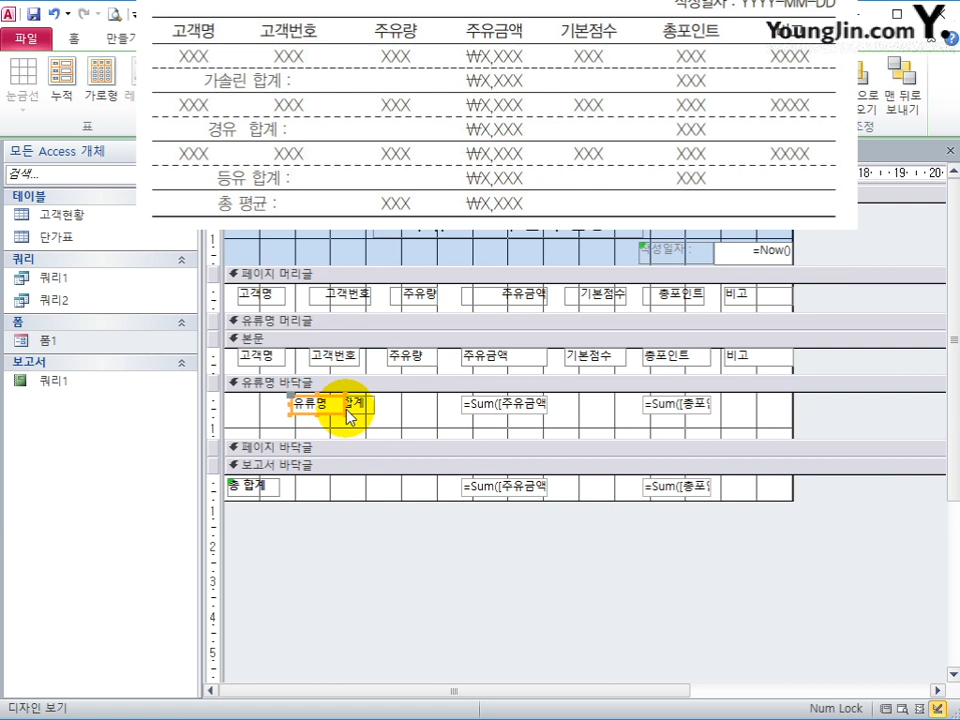 작성일자 : YYYY-MM-DD
YoungJin.com Y.
고객명 고객번호 주유량 주유금액 기본점수 총포인트 비고
XXX XXX XXX ₩X,XXX XXX XXX XXXX
가솔린 합계 : ₩X,XXX XXX
XXX XXX XXX ₩X,XXX XXX XXX XXXX
경유 합계 : ₩X,XXX XXX
XXX XXX XXX ₩X,XXX XXX XXX XXXX
등유 합계 : ₩X,XXX XXX
총 평균 : XXX ₩X,XXX
파일 홈 만들기
눈금선 누적 가로형
표
맨 뒤로
보내기
모든 Access 개체
검색...
테이블
고객현황
단가표
쿼리
쿼리1
쿼리2
폼
폼1
보고서
쿼리1
18 19 20
작성일자 : =Now()
페이지 머리글
고객명 고객번호 주유량 주유금액 기본점수 총포인트 비고
유류명 머리글
본문
고객명 고객번호 주유량 주유금액 기본점수 총포인트 비고
유류명 바닥글
유류명 합계 =Sum([주유금액 =Sum([총포인
페이지 바닥글
보고서 바닥글
총 합계 =Sum([주유금액 =Sum([총포인
디자인 보기 Num Lock